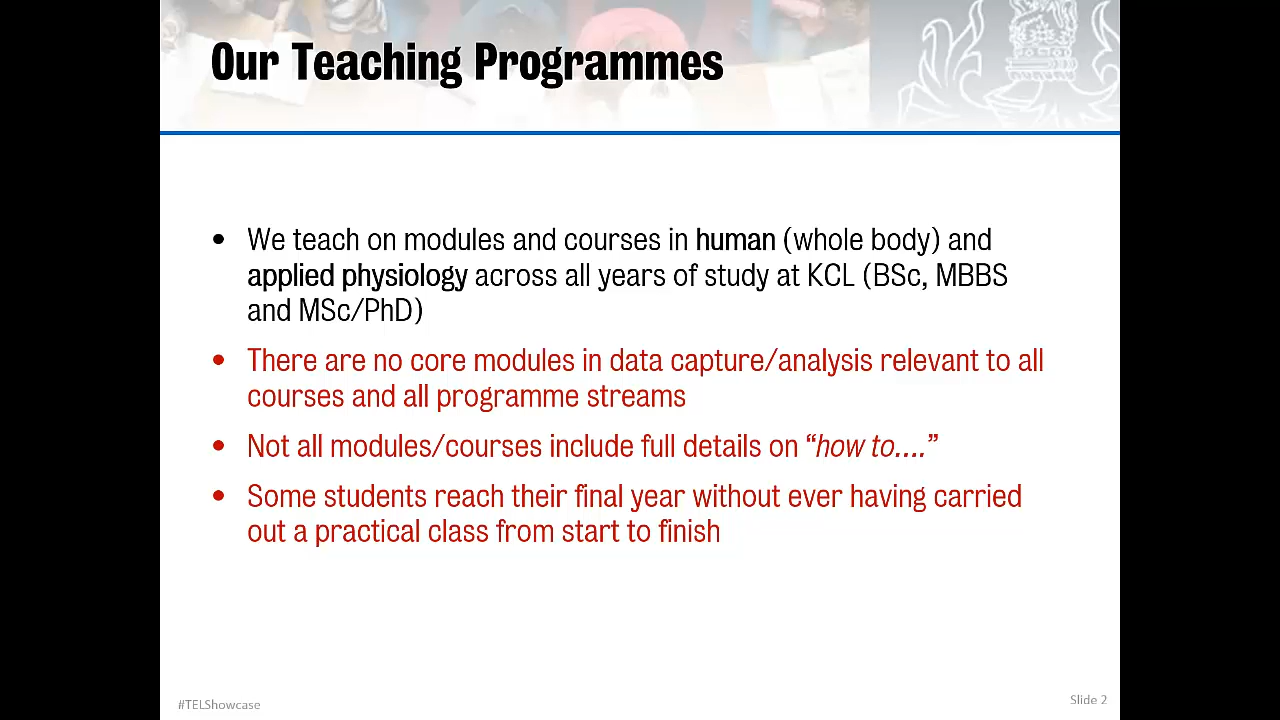 Our Teaching Programmes
• We teach on modules and courses in human (whole body) and
applied physiology across all years of study at KCL (BSc, MBBS
and MSc/PhD)
• There are no core modules in data capture/analysis relevant to all
courses and all programme streams
• Not all modules/courses include full details on “how to....”
• Some students reach their final year without ever having carried
out a practical class from start to finish
#TELShowcase
Slide 2